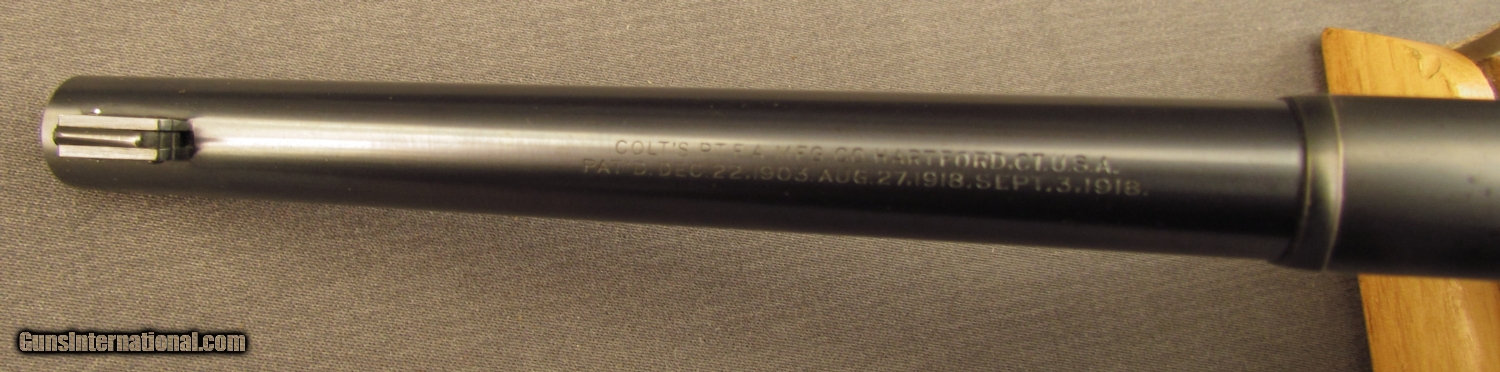 COLT'S PT.F.A. MFG. CO. HARTFORD.CT.U.S.A.
PAT'D. DEC. 22.1903. AUG.27.1918. SEPT.3.1918.
GunsInternational.com